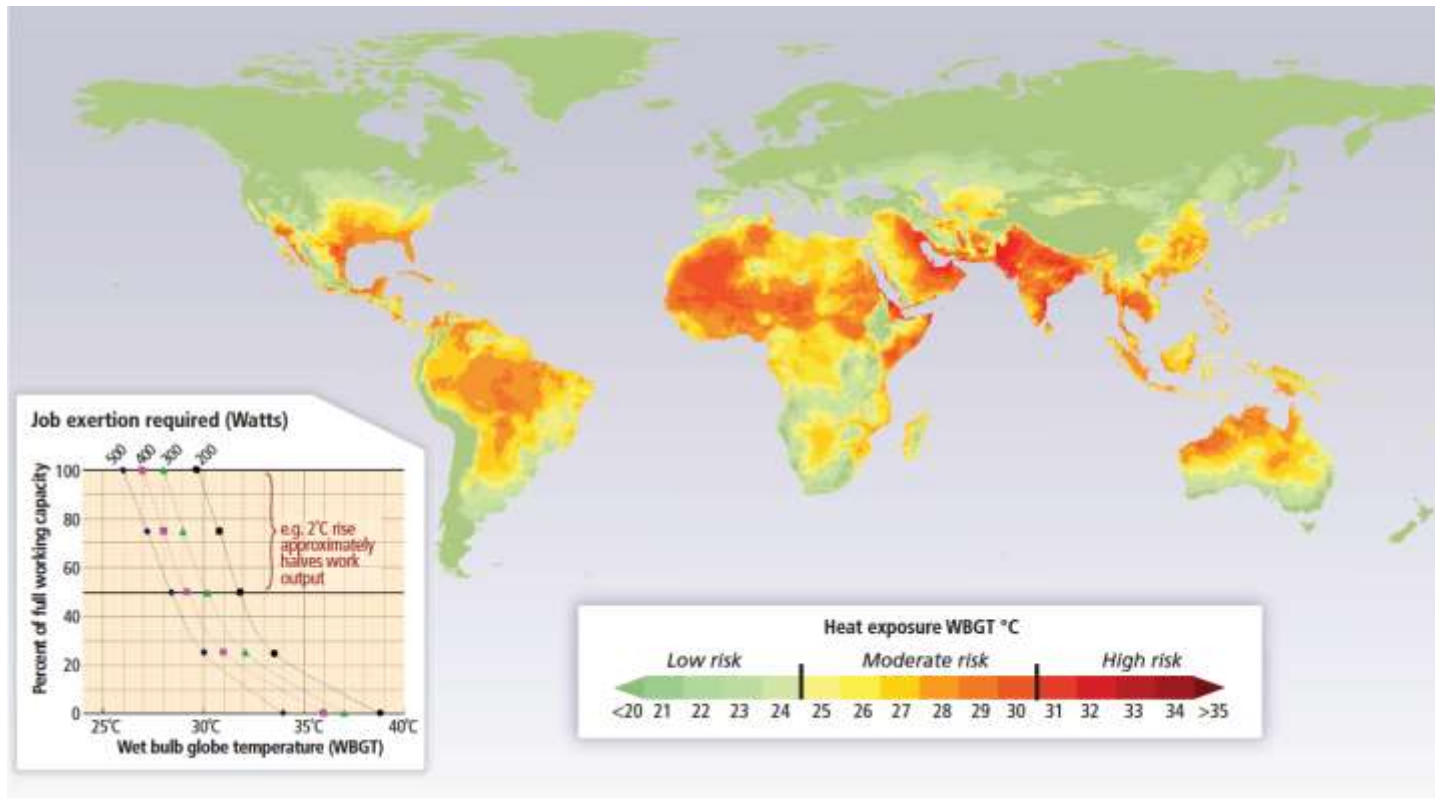 Job exertion required (Watts)
500 400 300 200
Percent of full working capacity
100
80
60
40
20
0
e.g. 2˚C rise
approximately
halves work
output
25˚C 30˚C 35˚C 40˚C
Wet bulb globe temperature (WBGT)
Heat exposure WBGT °C
Low risk Moderate risk High risk
<20 21 22 23 24 25 26 27 28 29 30 31 32 33 34 >35